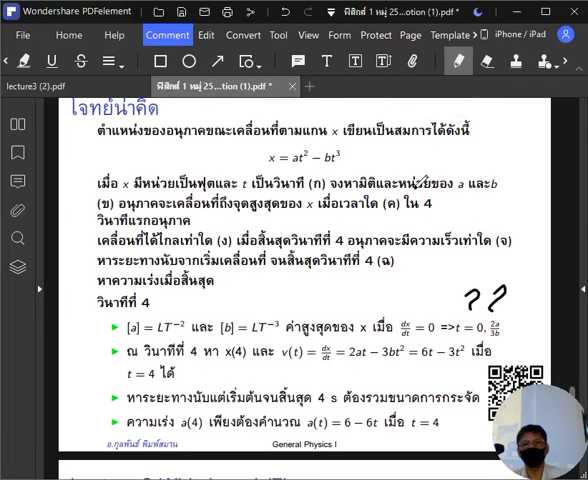 Wondershare PDFelement
ฟิสิกส์ 1 หมู่ 25 ...otion (1).pdf *
File
Home
Comment
Edit
Convert
Organize
Page
Template
iPhone / iPad
lecture3 (2).pdf
ฟิสิกส์ 1 หมู่ 25...tion (1).pdf *
โจทย์น่าคิด
ตำแหน่งของอนุภาคขณะเคลื่อนที่ตามแกน x เขียนเป็นสมการได้ดังนี้
x = at² − bt³
เมื่อ x มีหน่วยเป็นฟุตและ t เป็นวินาที (ก) จงหามิติและหน่วยของ a และb
(ข) อนุภาคจะเคลื่อนที่ถึงจุดสูงสุดของ x เมื่อเวลาใด (ค) ใน 4
วินาทีแรกอนุภาค
เคลื่อนที่ได้ไกลเท่าใด (ง) เมื่อสิ้นสุดวินาทีที่ 4 อนุภาคจะมีความเร็วเท่าใด (จ)
หาระยะทางนับจากเริ่มเคลื่อนที่ จนสิ้นสุดวินาทีที่ 4 (ฉ)
หาความเร่งเมื่อสิ้นสุด
วินาทีที่ 4
??
[a] = LT⁻² และ [b] = LT⁻³ ค่าสูงสุดของ x เมื่อ dx/dt = 0 =>t = 0, 2a/3b
ณ วินาทีที่ 4 หา x(4) และ v(t) = dx/dt = 2at − 3bt² = 6t − 3t² เมื่อ
t = 4 ได้
หาระยะทางนับแต่เริ่มต้นจนสิ้นสุด 4 s ต้องรวมขนาดการกระจัด
ความเร่ง a(4) เพียงต้องคำนวณ a(t) = 6 − 6t เมื่อ t = 4
อ.กุลพันธ์ พิมพ์สมาน
General Physics I